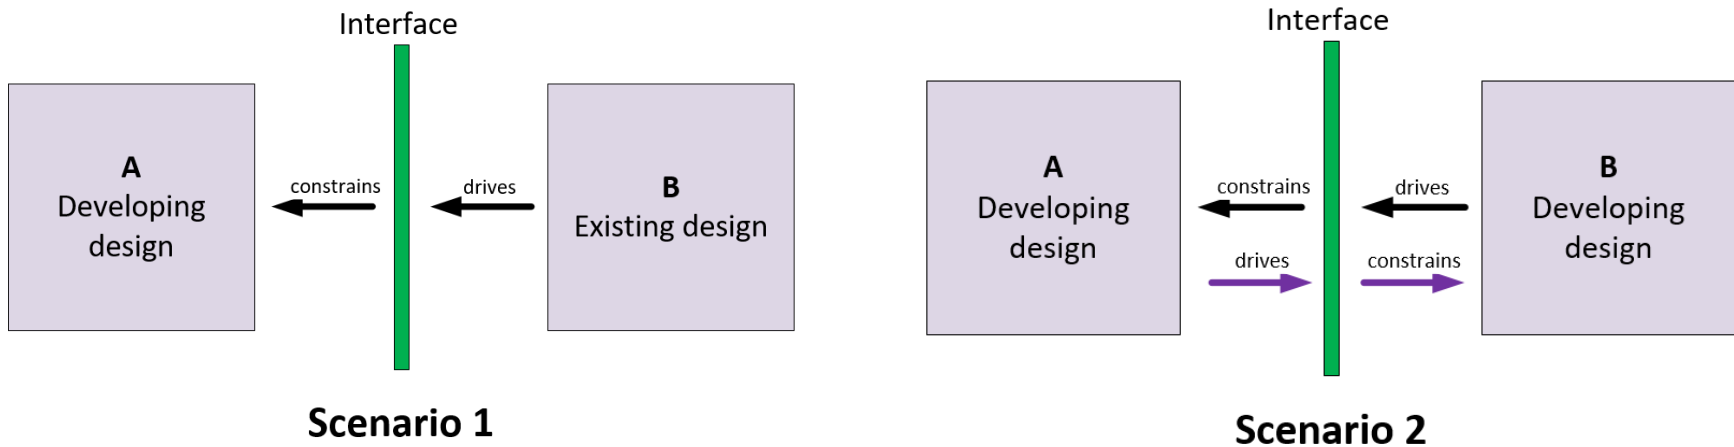 Interface
A
Developing
design
constrains
drives
B
Existing design
Scenario 1
Interface
A
Developing
design
constrains
drives
drives
constrains
B
Developing
design
Scenario 2